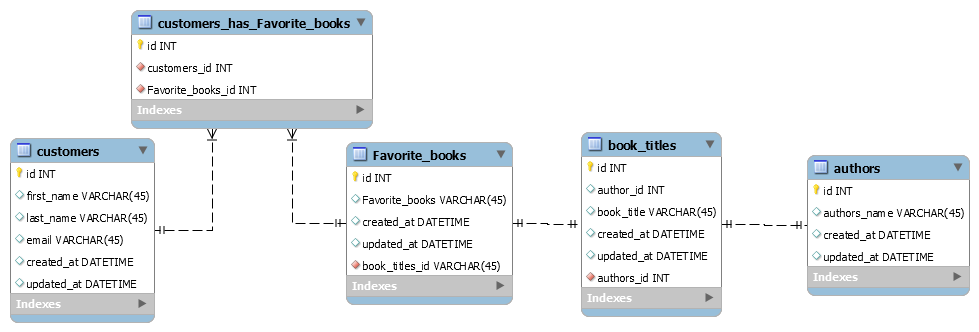 customers_has_Favorite_books
id INT
customers_id INT
Favorite_books_id INT
Indexes
customers
id INT
first_name VARCHAR(45)
last_name VARCHAR(45)
email VARCHAR(45)
created_at DATETIME
updated_at DATETIME
Indexes
Favorite_books
id INT
Favorite_books VARCHAR(45)
created_at DATETIME
updated_at DATETIME
book_titles_id VARCHAR(45)
Indexes
book_titles
id INT
author_id INT
book_title VARCHAR(45)
created_at DATETIME
updated_at DATETIME
authors_id INT
Indexes
authors
id INT
authors_name VARCHAR(45)
created_at DATETIME
updated_at DATETIME
Indexes